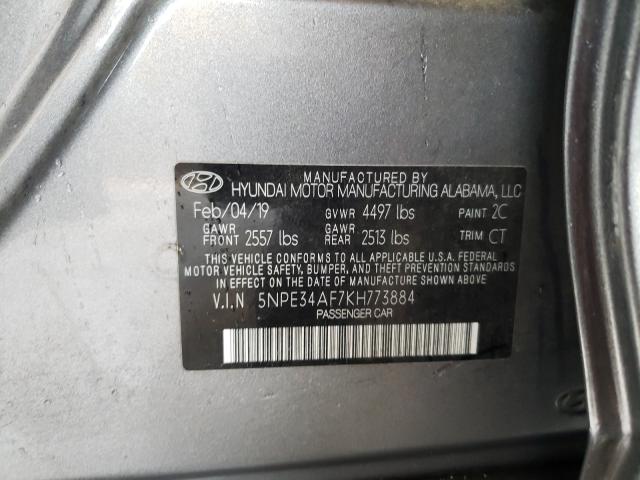 MANUFACTURED BY
HYUNDAI MOTOR MANUFACTURING ALABAMA, LLC
Feb/04/19 GVWR 4497 lbs PAINT 2C
GAWR FRONT 2557 lbs GAWR REAR 2513 lbs TRIM CT
THIS VEHICLE CONFORMS TO ALL APPLICABLE U.S.A. FEDERAL
MOTOR VEHICLE SAFETY, BUMPER, AND THEFT PREVENTION
STANDARDS IN EFFECT ON THE DATE OF MANUFACTURE SHOWN ABOVE
V.I.N 5NPE34AF7KH773884
PASSENGER CAR